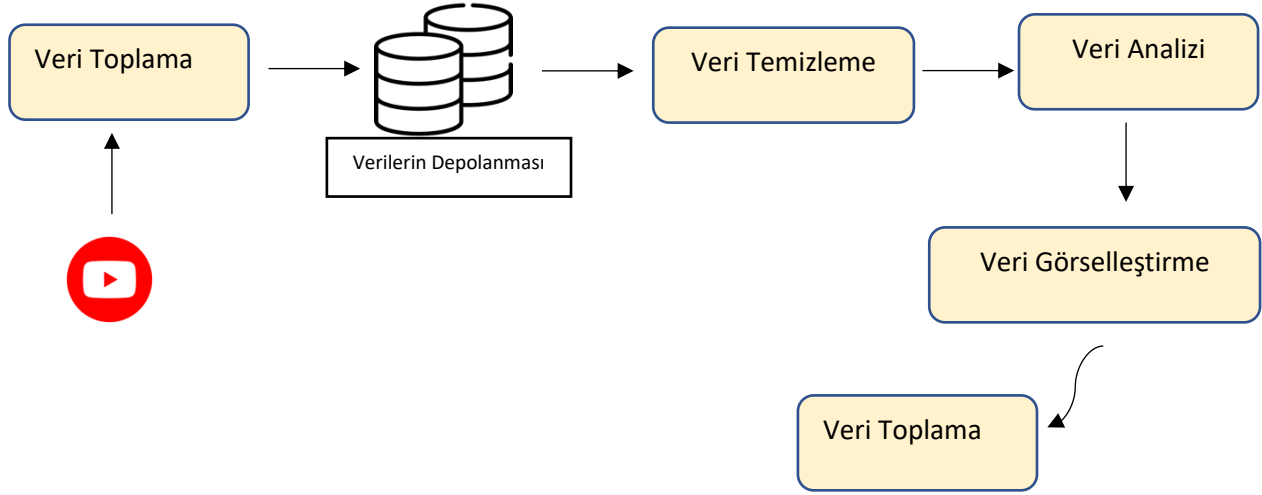 Veri Toplama
Verilerin Depolanması
Veri Temizleme
Veri Analizi
Veri Görselleştirme
Veri Toplama